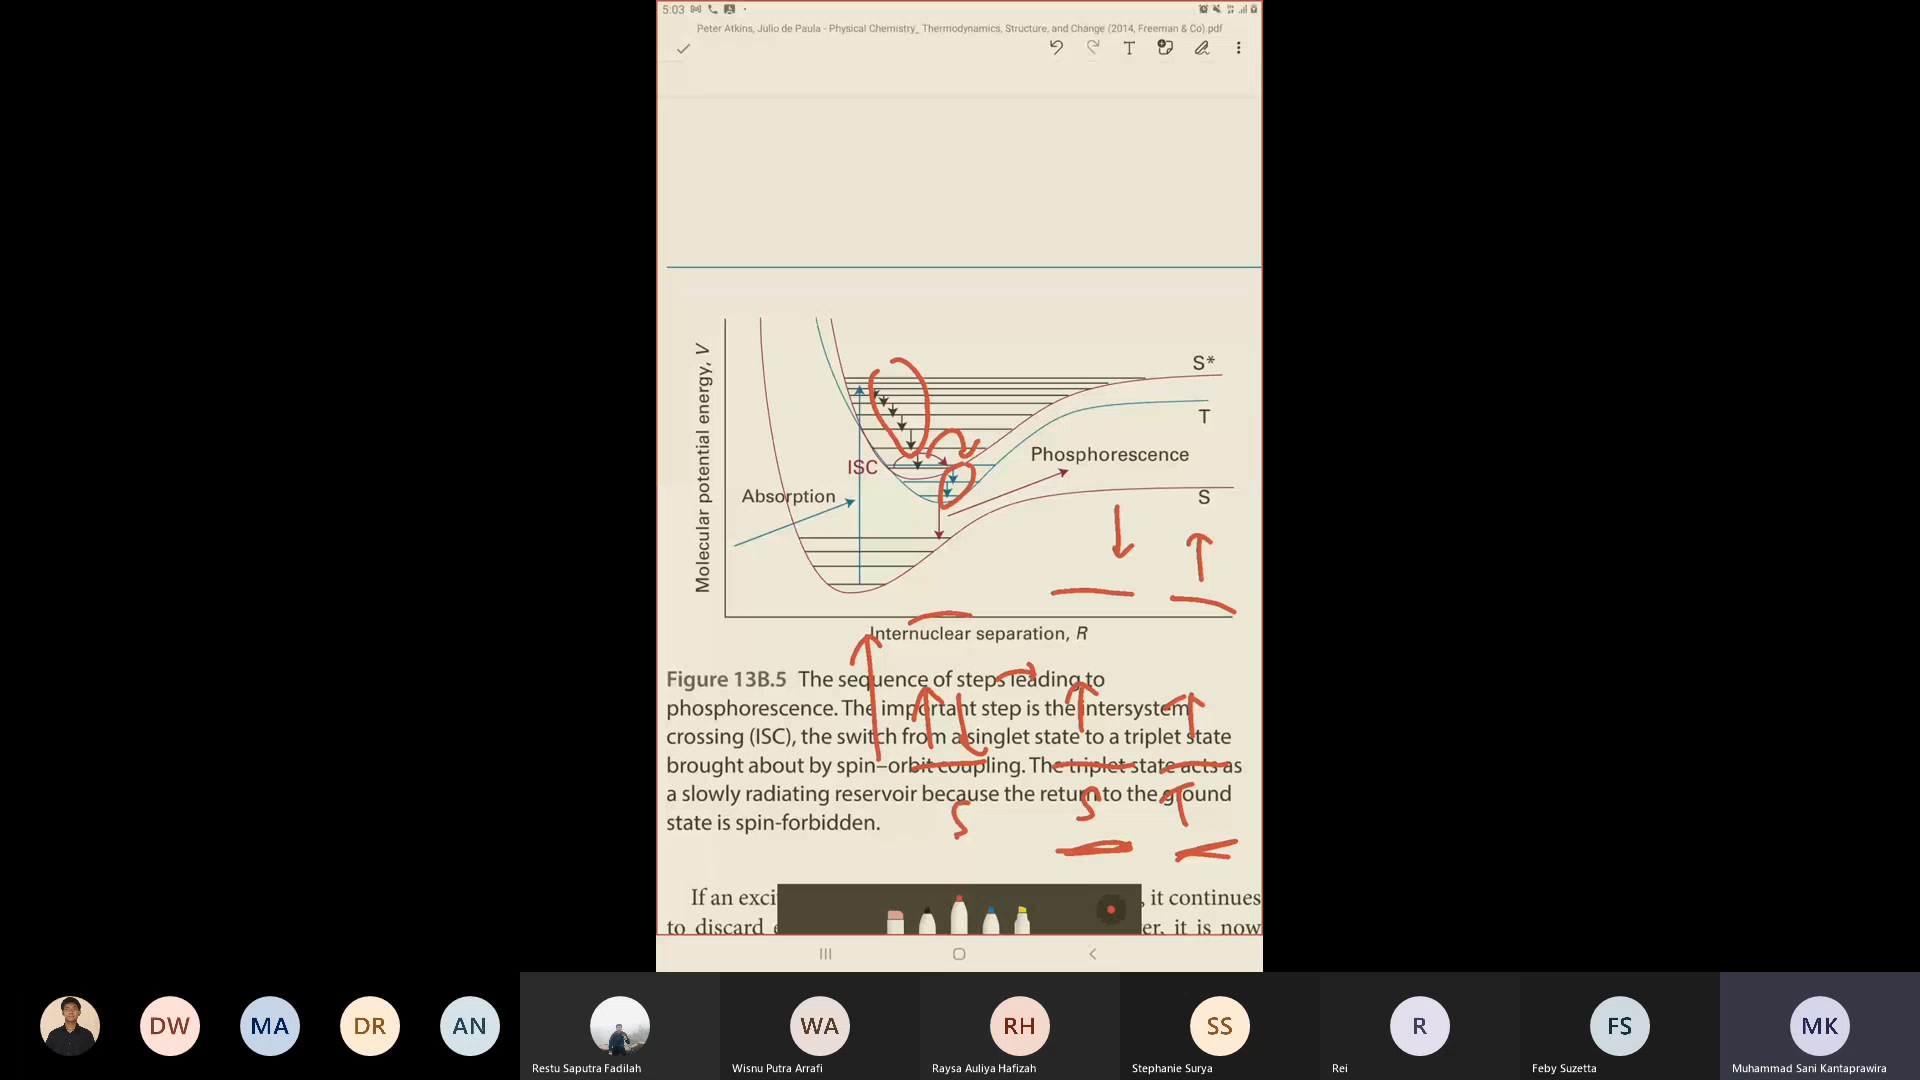 5:03
Peter Atkins, Julio de Paula - Physical Chemistry_ Thermodynamics, Structure, and Change (2014, Freeman & Co).pdf
T
Molecular potential energy, V
S*
T
Phosphorescence
ISC
Absorption
S
Internuclear separation, R
Figure 13B.5 The sequence of steps leading to
phosphorescence. The important step is the intersystem
crossing (ISC), the switch from a singlet state to a triplet state
brought about by spin–orbit coupling. The triplet state acts as
a slowly radiating reservoir because the return to the ground
state is spin-forbidden.
S
S
T
If an exci
, it continues
to discard e
er, it is now
DW
MA
DR
AN
WA
RH
SS
R
FS
MK
Restu Saputra Fadilah
Wisnu Putra Arrafi
Raysa Auliya Hafizah
Stephanie Surya
Rei
Feby Suzetta
Muhammad Sani Kantaprawira